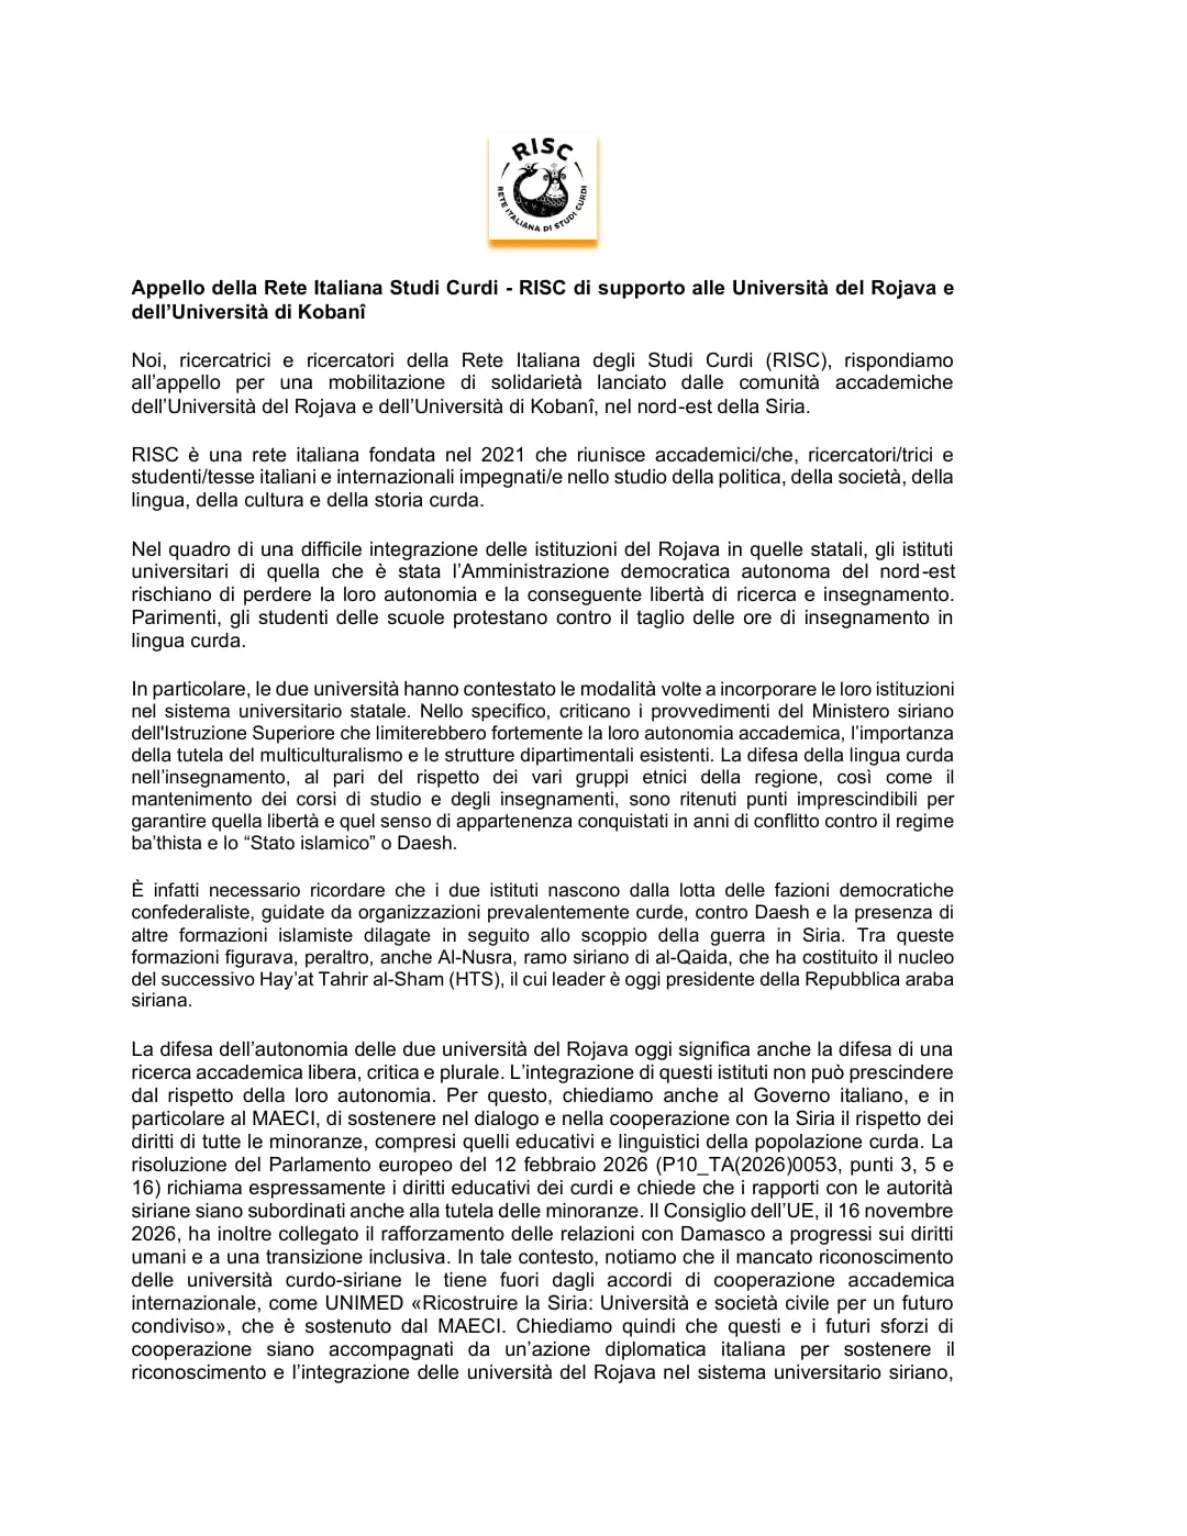 RISC
RETE ITALIANA DI STUDI CURDI
Appello della Rete Italiana Studi Curdi - RISC di supporto alle Università del Rojava e
dell’Università di Kobanî
Noi, ricercatrici e ricercatori della Rete Italiana degli Studi Curdi (RISC), rispondiamo
all’appello per una mobilitazione di solidarietà lanciato dalle comunità accademiche
dell’Università del Rojava e dell’Università di Kobanî, nel nord-est della Siria.
RISC è una rete italiana fondata nel 2021 che riunisce accademici/che, ricercatori/trici e
studenti/tesse italiani e internazionali impegnati/e nello studio della politica, della società, della
lingua, della cultura e della storia curda.
Nel quadro di una difficile integrazione delle istituzioni del Rojava in quelle statali, gli istituti
universitari di quella che è stata l’Amministrazione democratica autonoma del nord-est
rischiano di perdere la loro autonomia e la conseguente libertà di ricerca e insegnamento.
Parimenti, gli studenti delle scuole protestano contro il taglio delle ore di insegnamento in
lingua curda.
In particolare, le due università hanno contestato le modalità volte a incorporare le loro istituzioni
nel sistema universitario statale. Nello specifico, criticano i provvedimenti del Ministero siriano
dell'Istruzione Superiore che limiterebbero fortemente la loro autonomia accademica, l’importanza
della tutela del multiculturalismo e le strutture dipartimentali esistenti. La difesa della lingua curda
nell’insegnamento, al pari del rispetto dei vari gruppi etnici della regione, così come il
mantenimento dei corsi di studio e degli insegnamenti, sono ritenuti punti imprescindibili per
garantire quella libertà e quel senso di appartenenza conquistati in anni di conflitto contro il regime
ba’thista e lo “Stato islamico” o Daesh.
È infatti necessario ricordare che i due istituti nascono dalla lotta delle fazioni democratiche
confederaliste, guidate da organizzazioni prevalentemente curde, contro Daesh e la presenza di
altre formazioni islamiste dilagate in seguito allo scoppio della guerra in Siria. Tra queste
formazioni figurava, peraltro, anche Al-Nusra, ramo siriano di al-Qaida, che ha costituito il nucleo
del successivo Hay’at Tahrir al-Sham (HTS), il cui leader è oggi presidente della Repubblica araba
siriana.
La difesa dell’autonomia delle due università del Rojava oggi significa anche la difesa di una
ricerca accademica libera, critica e plurale. L’integrazione di questi istituti non può prescindere
dal rispetto della loro autonomia. Per questo, chiediamo anche al Governo italiano, e in
particolare al MAECI, di sostenere nel dialogo e nella cooperazione con la Siria il rispetto dei
diritti di tutte le minoranze, compresi quelli educativi e linguistici della popolazione curda. La
risoluzione del Parlamento europeo del 12 febbraio 2026 (P10_TA(2026)0053, punti 3, 5 e
16) richiama espressamente i diritti educativi dei curdi e chiede che i rapporti con le autorità
siriane siano subordinati anche alla tutela delle minoranze. Il Consiglio dell’UE, il 16 novembre
2026, ha inoltre collegato il rafforzamento delle relazioni con Damasco a progressi sui diritti
umani e a una transizione inclusiva. In tale contesto, notiamo che il mancato riconoscimento
delle università curdo-siriane le tiene fuori dagli accordi di cooperazione accademica
internazionale, come UNIMED «Ricostruire la Siria: Università e società civile per un futuro
condiviso», che è sostenuto dal MAECI. Chiediamo quindi che questi e i futuri sforzi di
cooperazione siano accompagnati da un’azione diplomatica italiana per sostenere il
riconoscimento e l’integrazione delle università del Rojava nel sistema universitario siriano,